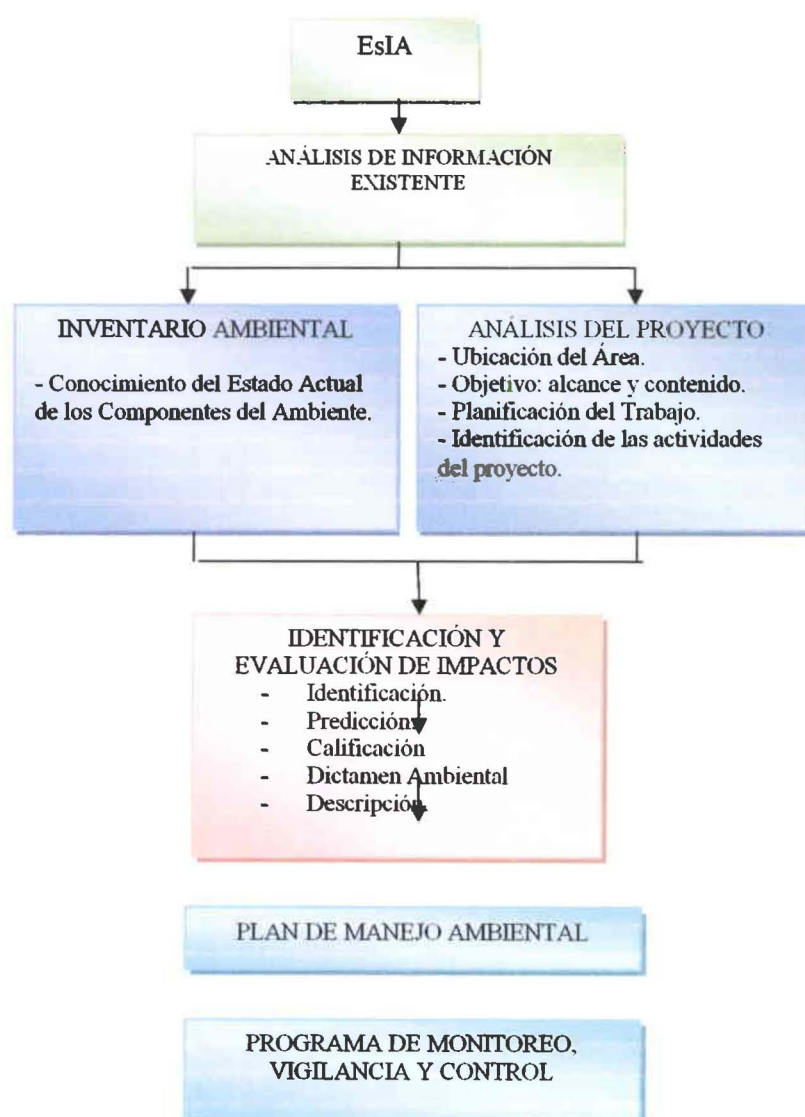 EsIA
ANÁLISIS DE INFORMACIÓN
EXISTENTE
INVENTARIO AMBIENTAL
- Conocimiento del Estado Actual
de los Componentes del Ambiente.
ANÁLISIS DEL PROYECTO
- Ubicación del Área.
- Objetivo: alcance y contenido.
- Planificación del Trabajo.
- Identificación de las actividades
del proyecto.
IDENTIFICACIÓN Y
EVALUACIÓN DE IMPACTOS
- Identificación.
- Predicción.
- Calificación
- Dictamen Ambiental
- Descripción.
PLAN DE MANEJO AMBIENTAL
PROGRAMA DE MONITOREO,
VIGILANCIA Y CONTROL